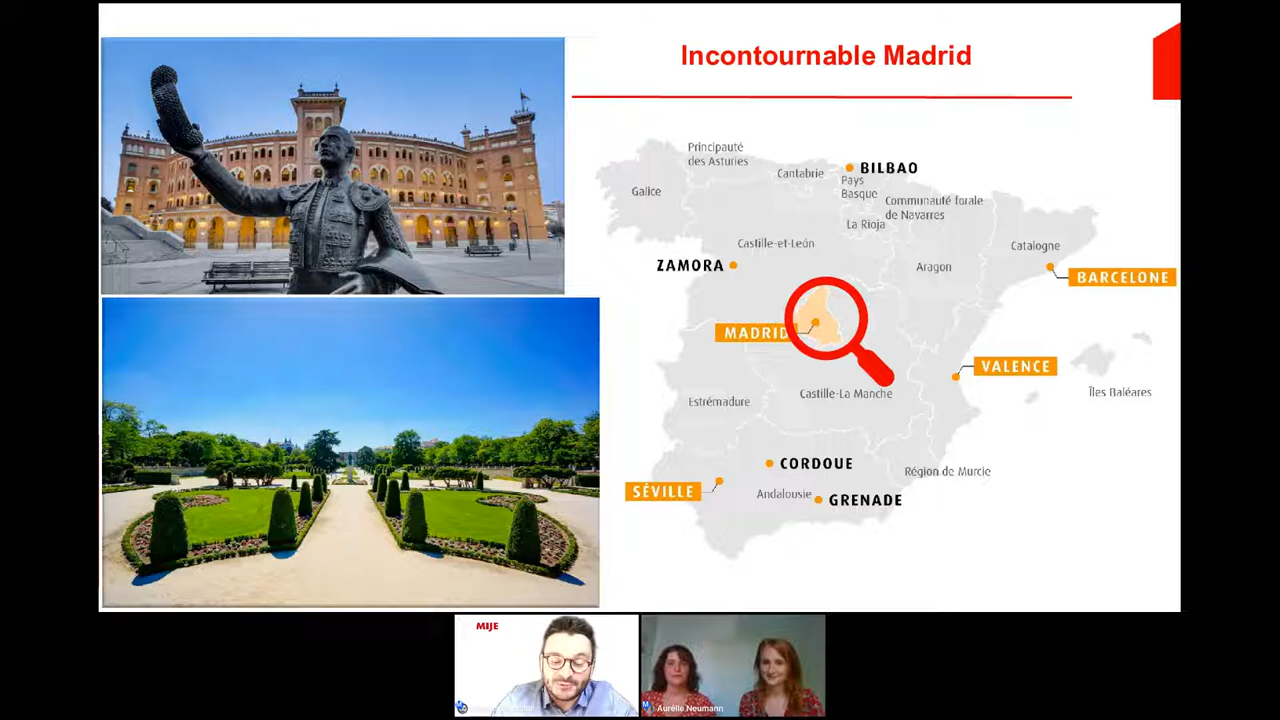 Incontournable Madrid
Principauté
des Asturies
Cantabrie
BILBAO
Pays
Basque
Galice
Communauté forale
de Navarres
La Rioja
Castille-et-León
Catalogne
ZAMORA
Aragon
BARCELONE
MADRID
VALENCE
Castille-La Manche
Îles Baléares
Estrémadure
CORDOUE
Région de Murcie
SÉVILLE
Andalousie
GRENADE
MIJE
Aurélie Neumann